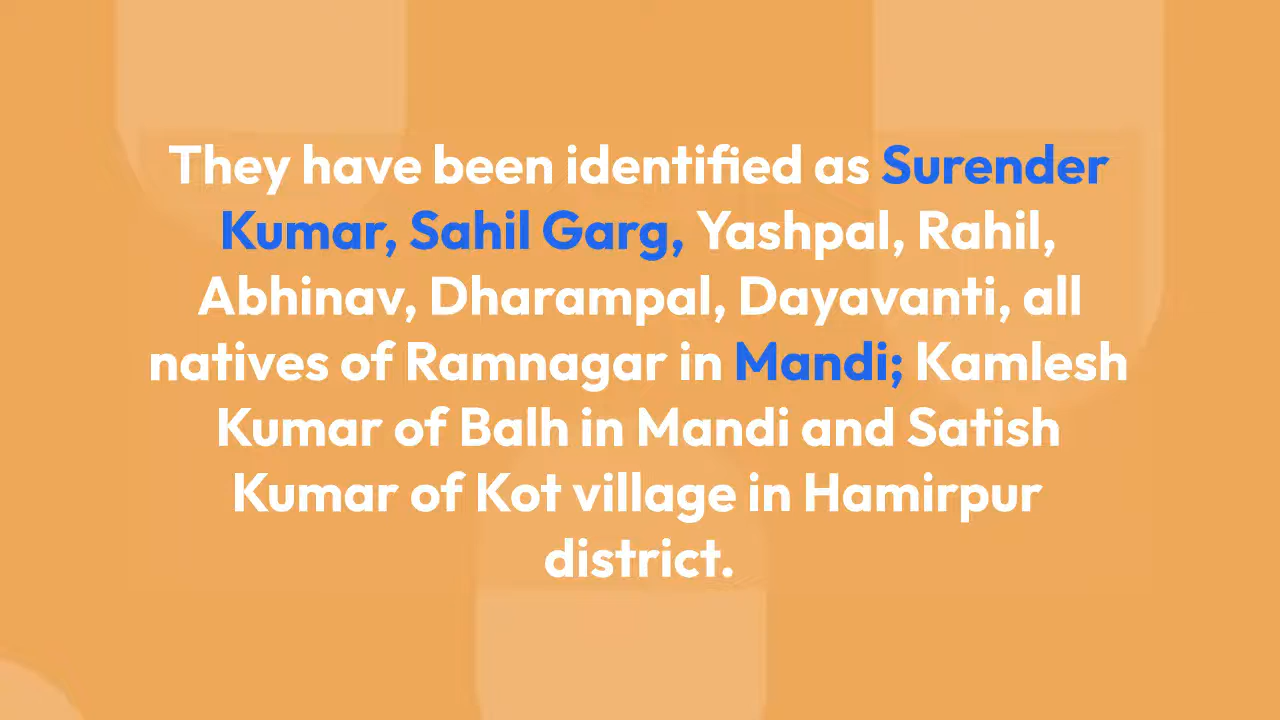 They have been identified as Surender
Kumar, Sahil Garg, Yashpal, Rahil,
Abhinav, Dharampal, Dayavanti, all
natives of Ramnagar in Mandi; Kamlesh
Kumar of Balh in Mandi and Satish
Kumar of Kot village in Hamirpur
district.